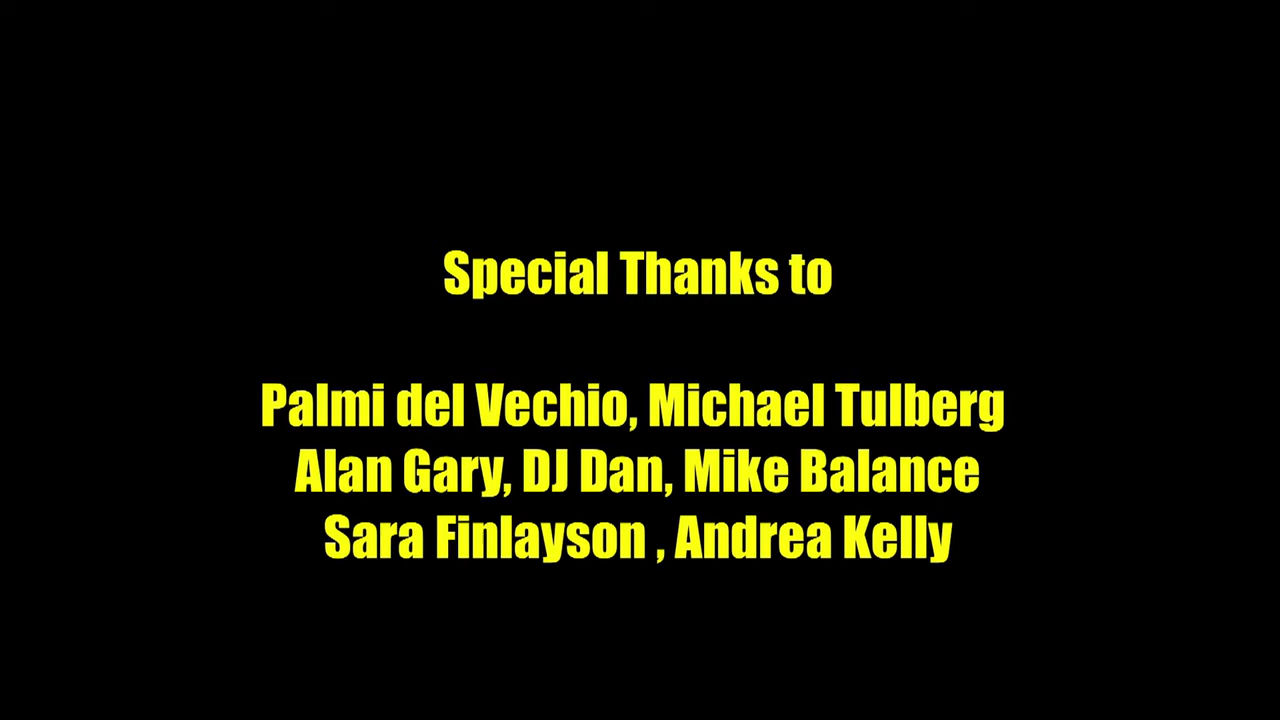 Special Thanks to
Palmi del Vechio, Michael Tulberg
Alan Gary, DJ Dan, Mike Balance
Sara Finlayson , Andrea Kelly